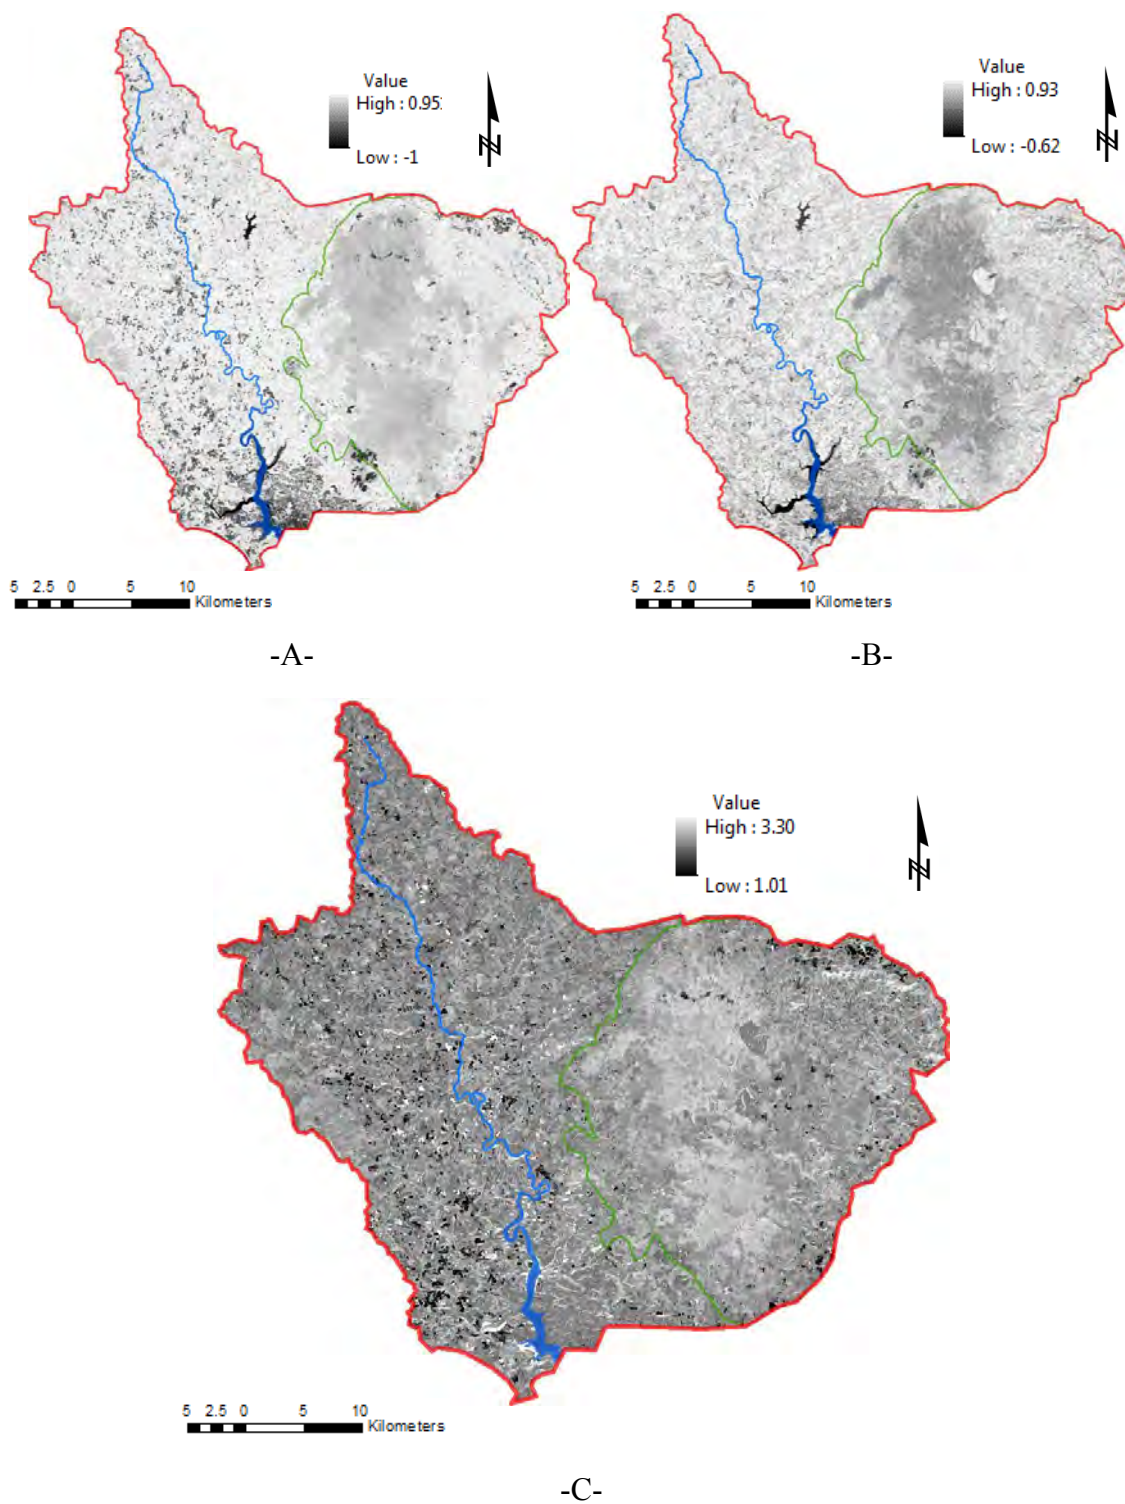 Value
High : 0.95
Low : -1
N
5 2.5 0 5 10
Kilometers
-A-
Value
High : 0.93
Low : -0.62
N
5 2.5 0 5 10
Kilometers
-B-
Value
High : 3.30
Low : 1.01
N
5 2.5 0 5 10
Kilometers
-C-